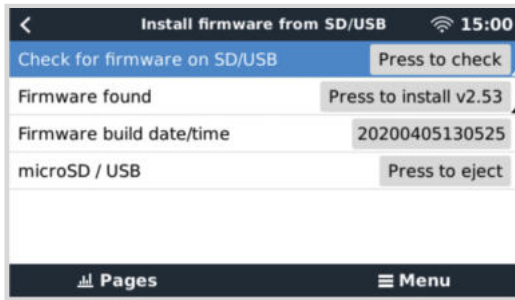 Install firmware from SD/USB 15:00
Check for firmware on SD/USB Press to check
Firmware found Press to install v2.53
Firmware build date/time 20200405130525
microSD / USB Press to eject
Pages Menu